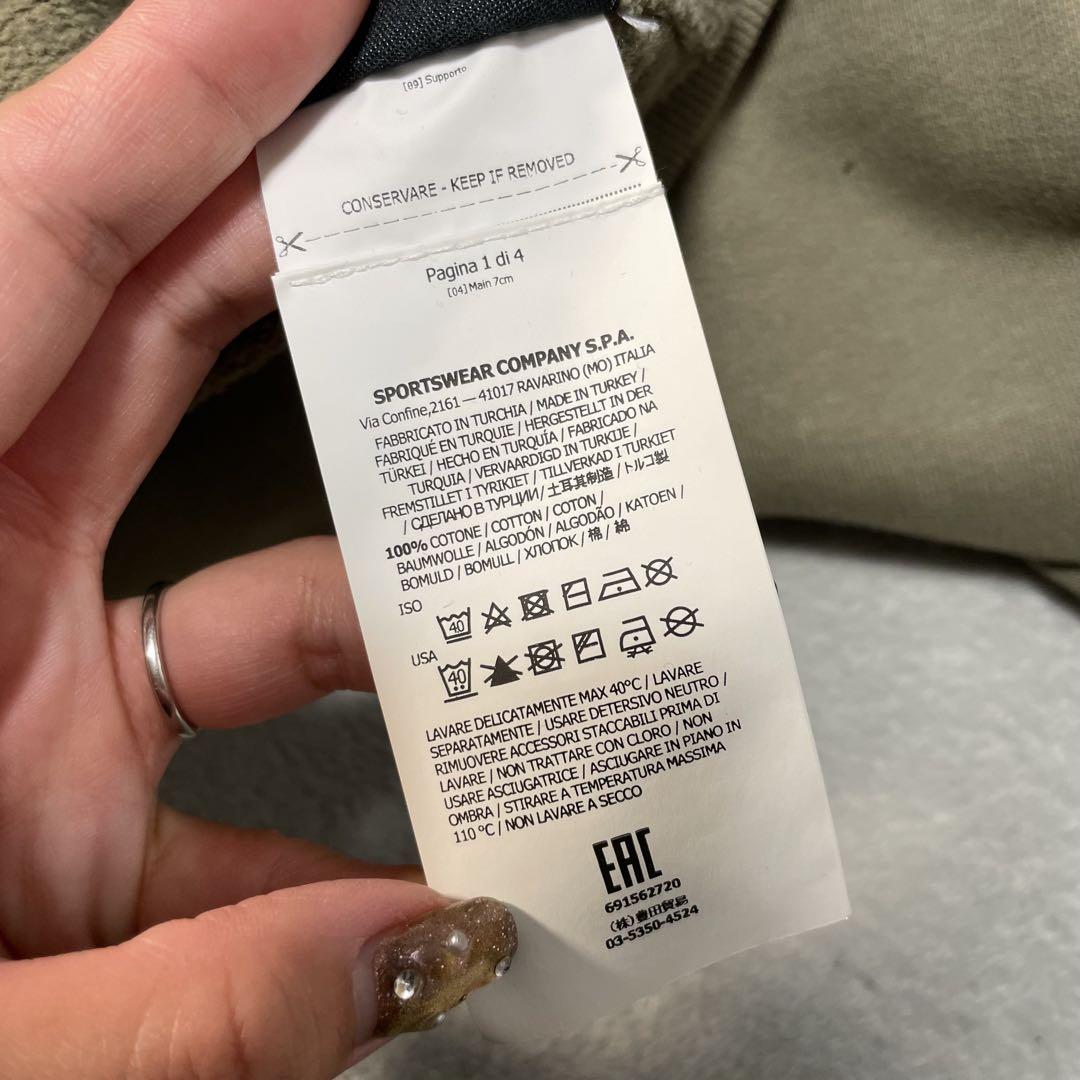 [89] Supporto
CONSERVARE - KEEP IF REMOVED
Pagina 1 di 4
[04] Main 7cm
SPORTSWEAR COMPANY S.P.A.
Via Confine,2161 — 41017 RAVARINO (MO) ITALIA
FABBRICATO IN TURCHIA / MADE IN TURKEY /
FABRIQUÉ EN TURQUIE / HERGESTELLT IN DER
TÜRKEI / HECHO EN TURQUÍA / FABRICADO NA
TURQUIA / VERVAARDIGD IN TURKIJE /
FREMSTILLET I TYRIKIET / TILLVERKAD I TURKIET
/ СДЕЛАНО В ТУРЦИИ / 土耳其制造 / トルコ製
100% COTONE / COTTON / COTON /
BAUMWOLLE / ALGODÓN / ALGODÃO / KATOEN /
BOMULD / BOMULL / ХЛОПОК / 棉 / 綿
ISO 40
USA 40
LAVARE DELICATAMENTE MAX 40°C / LAVARE
SEPARATAMENTE / USARE DETERSIVO NEUTRO /
RIMUOVERE ACCESSORI STACCABILI PRIMA DI
LAVARE / NON TRATTARE CON CLORO / NON
USARE ASCIUGATRICE / ASCIUGARE IN PIANO IN
OMBRA / STIRARE A TEMPERATURA MASSIMA
110 °C / NON LAVARE A SECCO
EAC
691562720
(株)豊田貿易
03-5350-4524